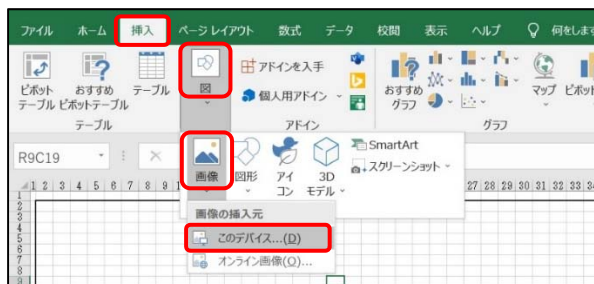 ファイル ホーム 挿入 ページ レイアウト 数式 データ 校閲 表示 ヘルプ 何をします
ピボット
テーブル
おすすめ
ピボットテーブル
テーブル
テーブル
図
アドインを入手
個人用アドイン
アドイン
おすすめ
グラフ
マップ
ピボッ
グラフ
画像
図形
アイ
コン
3D
モデル
SmartArt
スクリーンショット
R9C19
1 2 3 4 5 6 7 8 9 27 28 29 30 31 32 33
画像の挿入元
このデバイス...(D)
オンライン画像(O)...
1
2
3
4
5
6
7
8